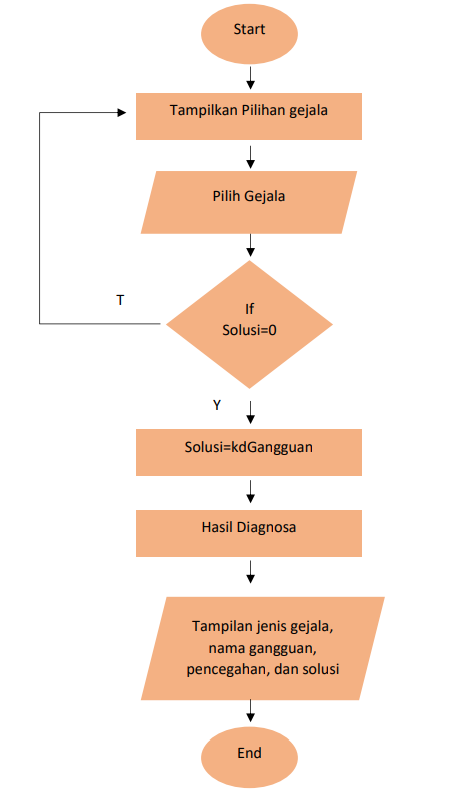 Start
Tampilkan Pilihan gejala
Pilih Gejala
T
If
Solusi=0
Y
Solusi=kdGangguan
Hasil Diagnosa
Tampilan jenis gejala,
nama gangguan,
pencegahan, dan solusi
End